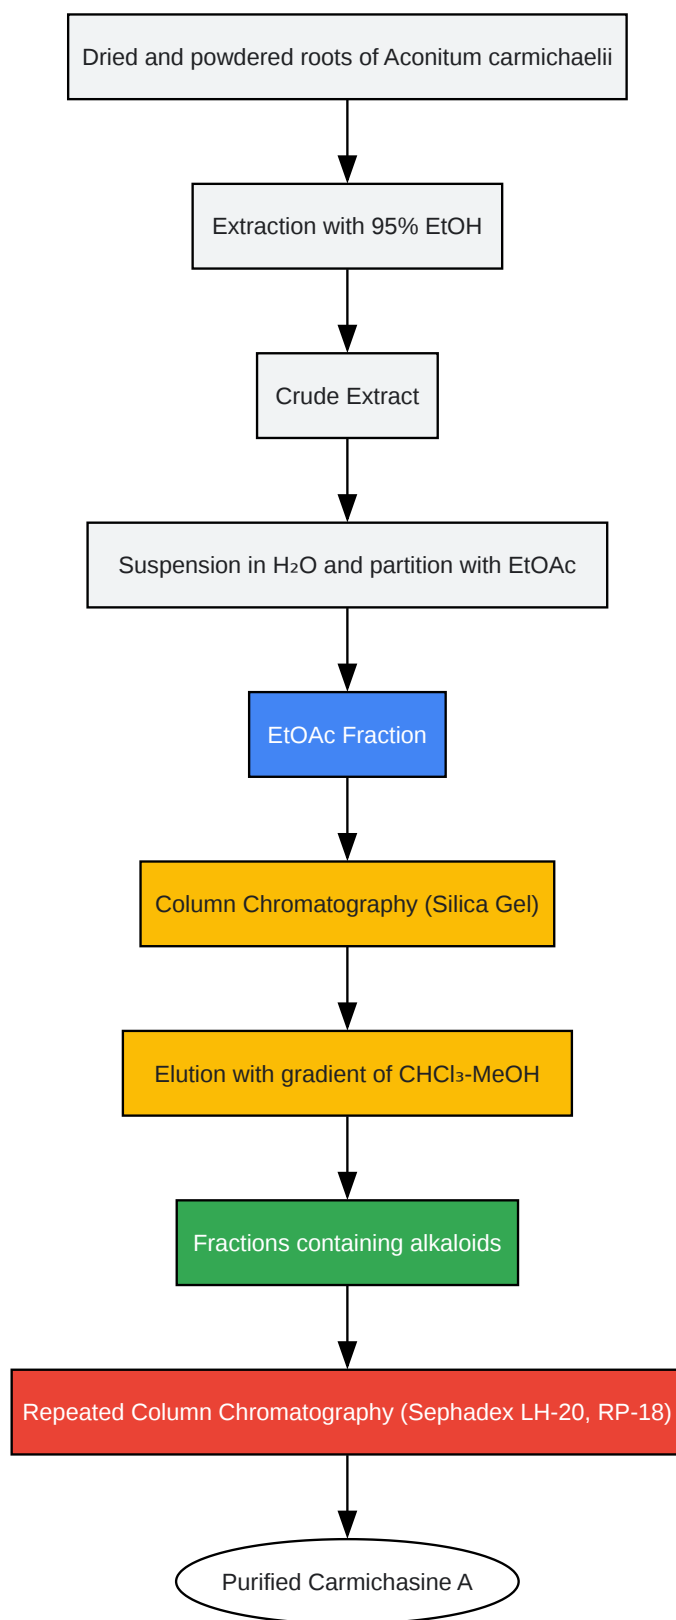 Dried and powdered roots of Aconitum carmichaelii
Extraction with 95% EtOH
Crude Extract
Suspension in H₂O and partition with EtOAc
EtOAc Fraction
Column Chromatography (Silica Gel)
Elution with gradient of CHCl₃-MeOH
Fractions containing alkaloids
Repeated Column Chromatography (Sephadex LH-20, RP-18)
Purified Carmichasine A